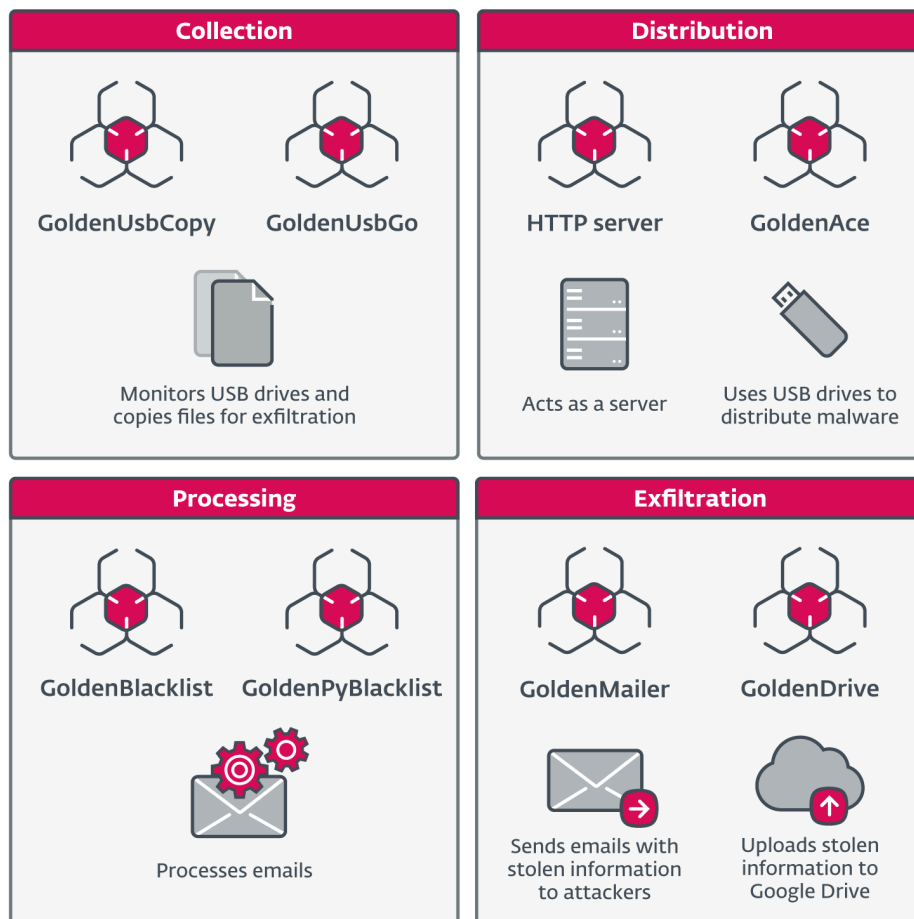 Collection
GoldenUsbCopy
GoldenUsbGo
Monitors USB drives and
copies files for exfiltration
Distribution
HTTP server
GoldenAce
Acts as a server
Uses USB drives to
distribute malware
Processing
GoldenBlacklist
GoldenPyBlacklist
Processes emails
Exfiltration
GoldenMailer
GoldenDrive
Sends emails with
stolen information
to attackers
Uploads stolen
information to
Google Drive